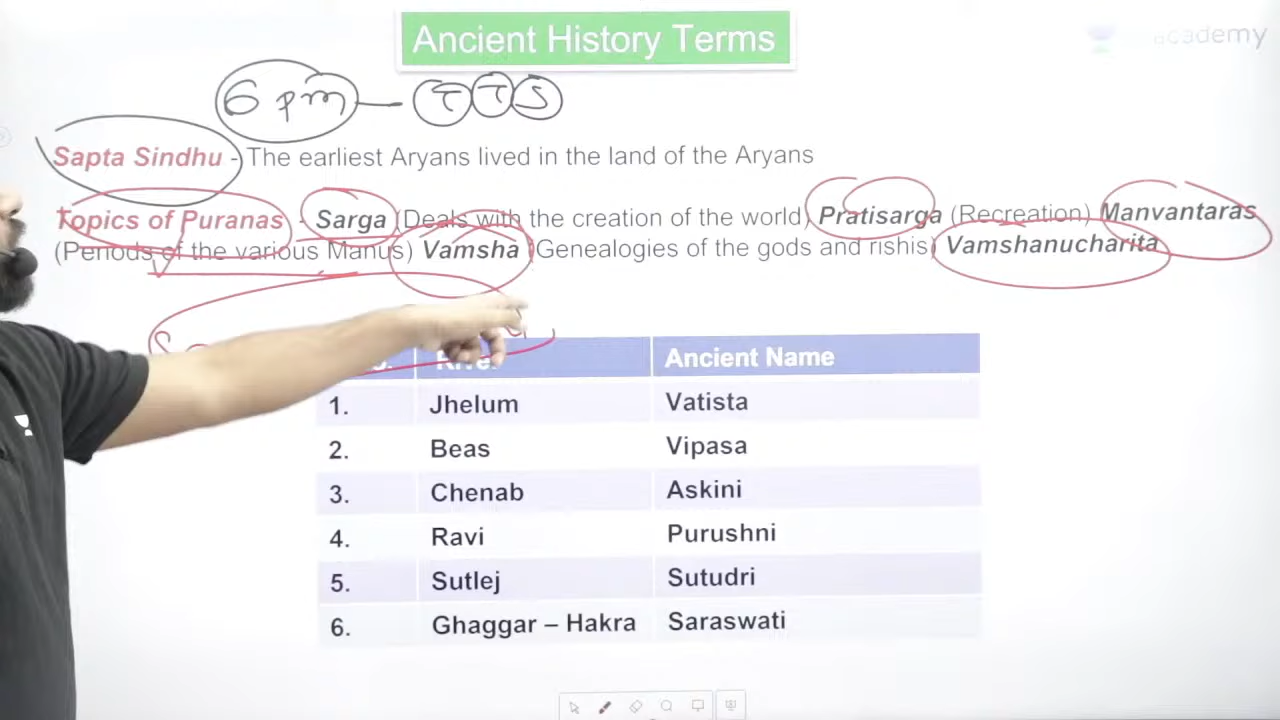 Ancient History Terms
academy
6 pm — T T S
Sapta Sindhu - The earliest Aryans lived in the land of the Aryans
Topics of Puranas - Sarga (Deals with the creation of the world) Pratisarga (Recreation) Manvantaras
(Periods of the various Manus) Vamsha (Genealogies of the gods and rishis) Vamshanucharita
River Ancient Name
1. Jhelum Vatista
2. Beas Vipasa
3. Chenab Askini
4. Ravi Purushni
5. Sutlej Sutudri
6. Ghaggar – Hakra Saraswati